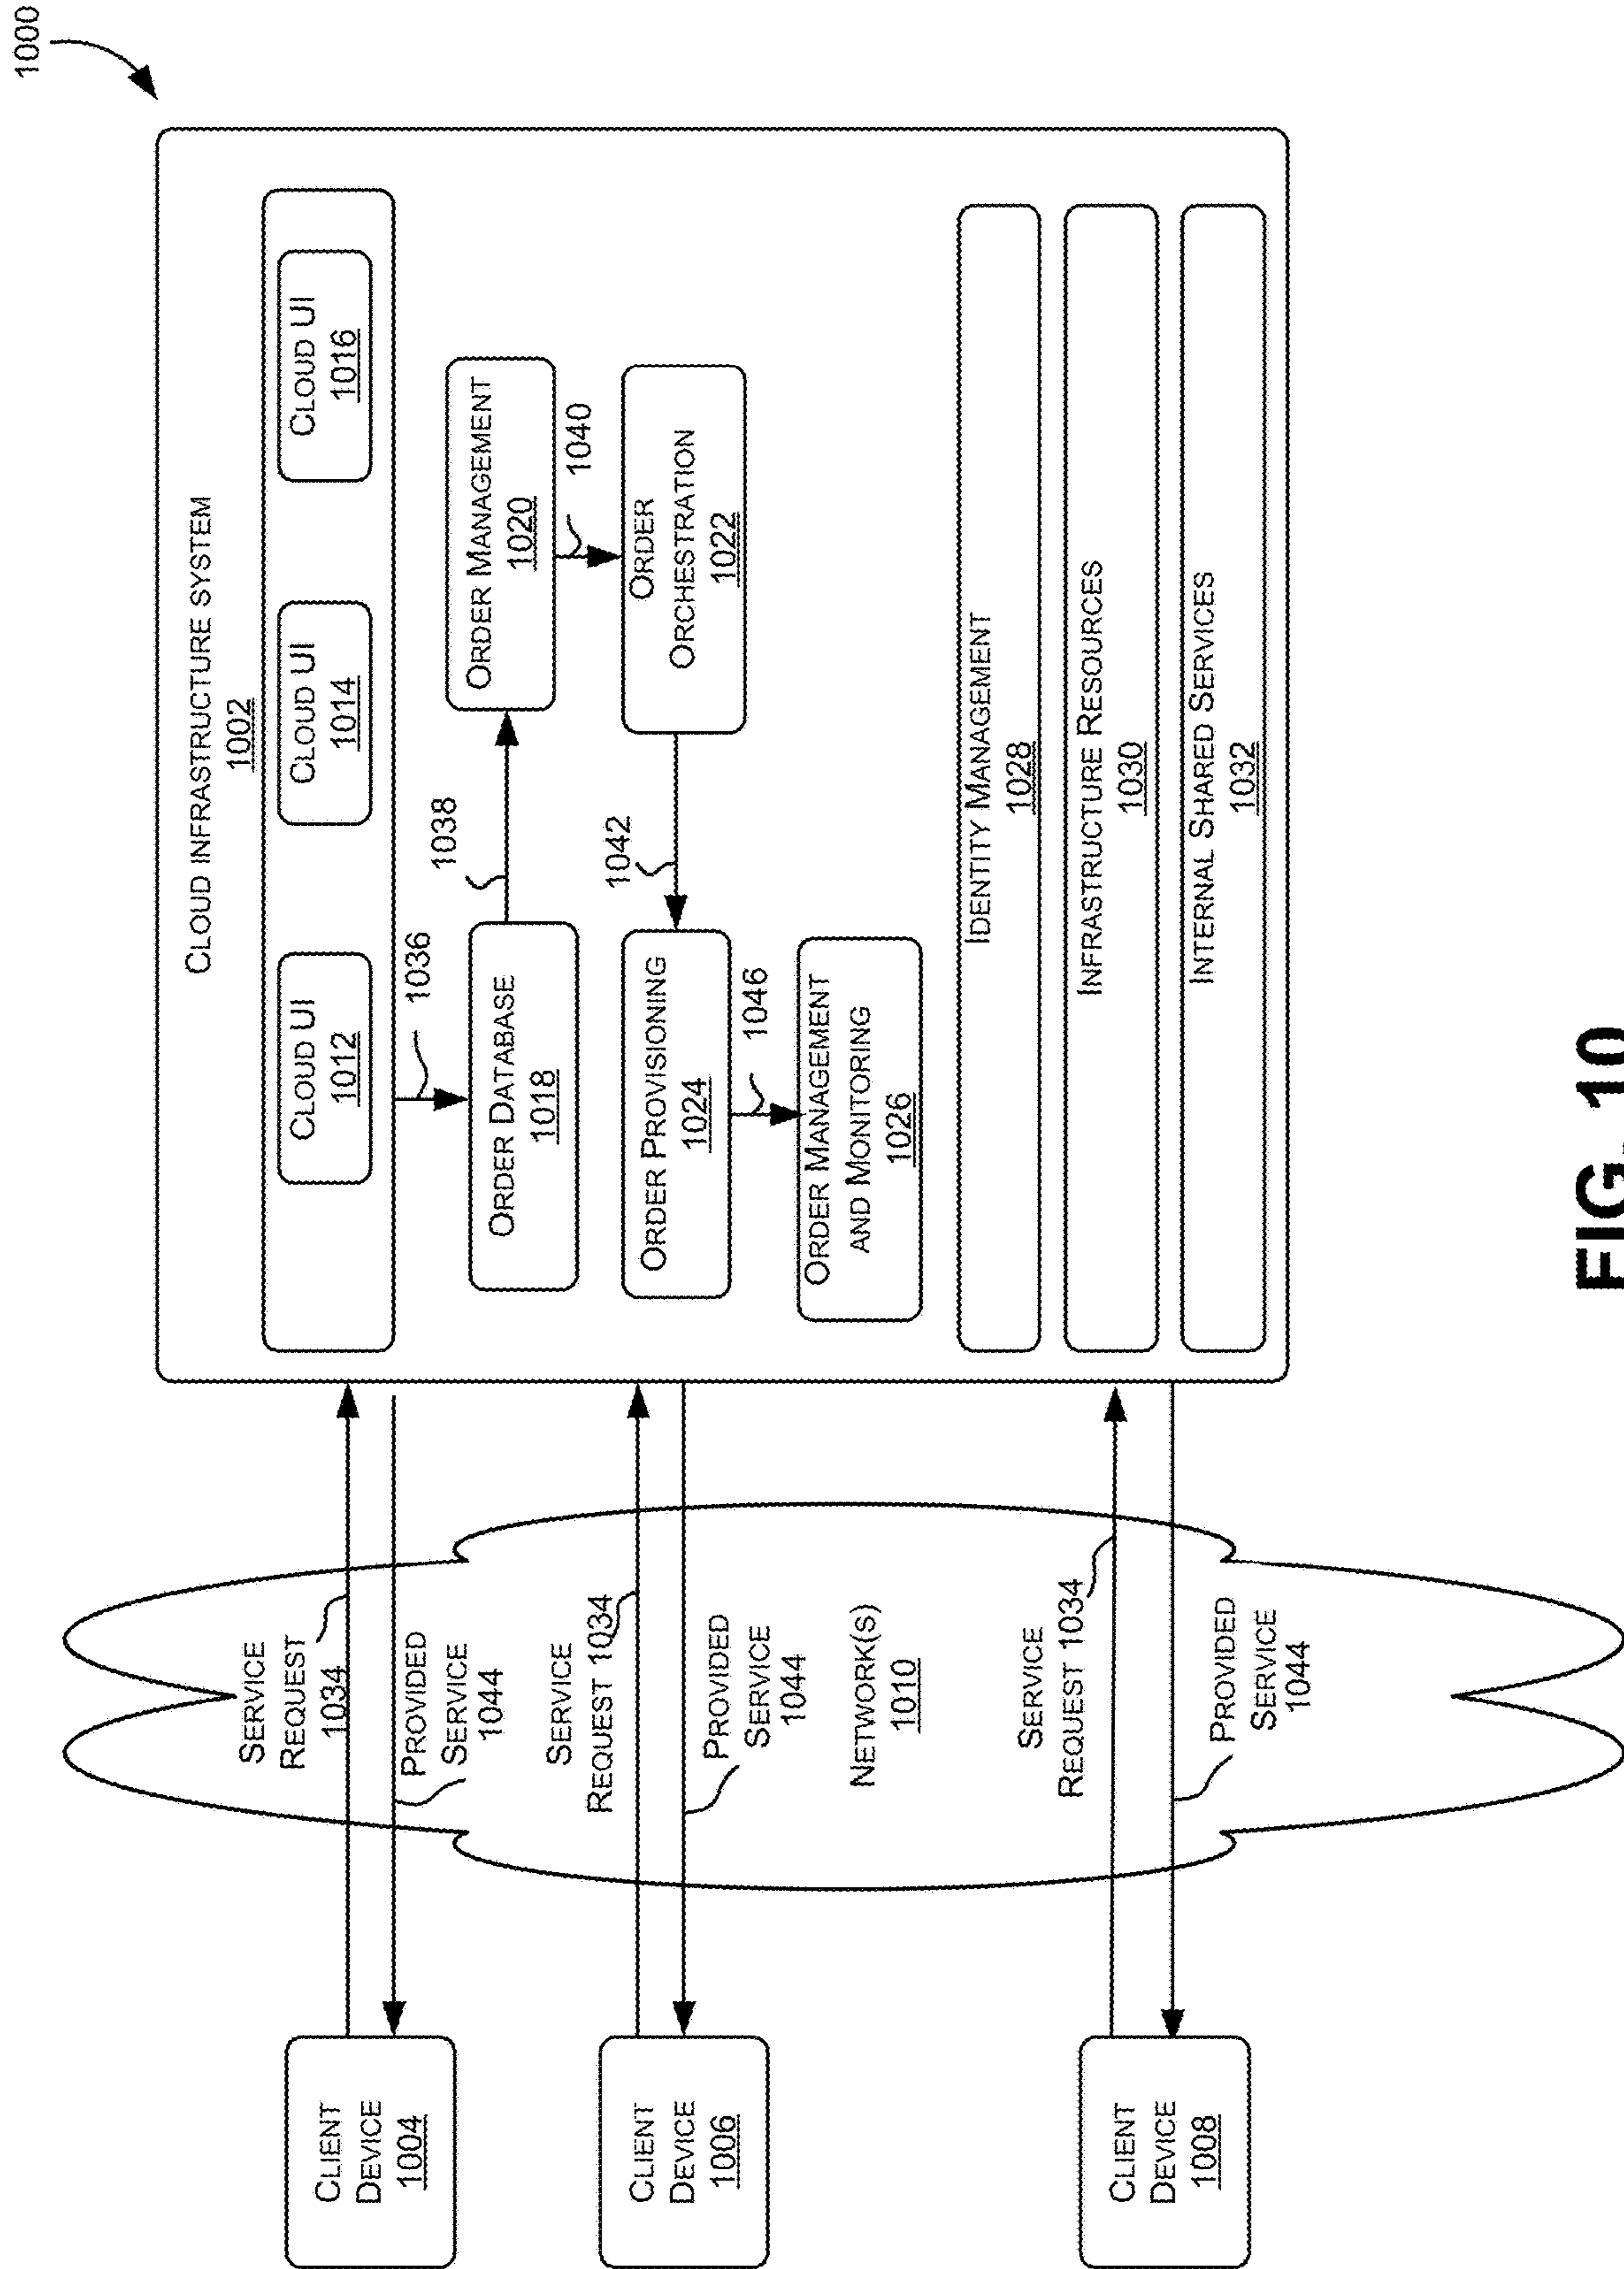 1000
CLOUD INFRASTRUCTURE SYSTEM
1002
CLOUD UI
1012
CLOUD UI
1014
CLOUD UI
1016
1036
ORDER DATABASE
1018
1038
ORDER MANAGEMENT
1020
1040
ORDER
ORCHESTRATION
1022
1042
ORDER PROVISIONING
1024
1046
ORDER MANAGEMENT
AND MONITORING
1026
IDENTITY MANAGEMENT
1028
INFRASTRUCTURE RESOURCES
1030
INTERNAL SHARED SERVICES
1032
CLIENT
DEVICE
1004
SERVICE
REQUEST
1034
PROVIDED
SERVICE
1044
CLIENT
DEVICE
1006
SERVICE
REQUEST 1034
PROVIDED
SERVICE
1044
NETWORK(S)
1010
CLIENT
DEVICE
1008
SERVICE
REQUEST 1034
PROVIDED
SERVICE
1044
FIG. 10